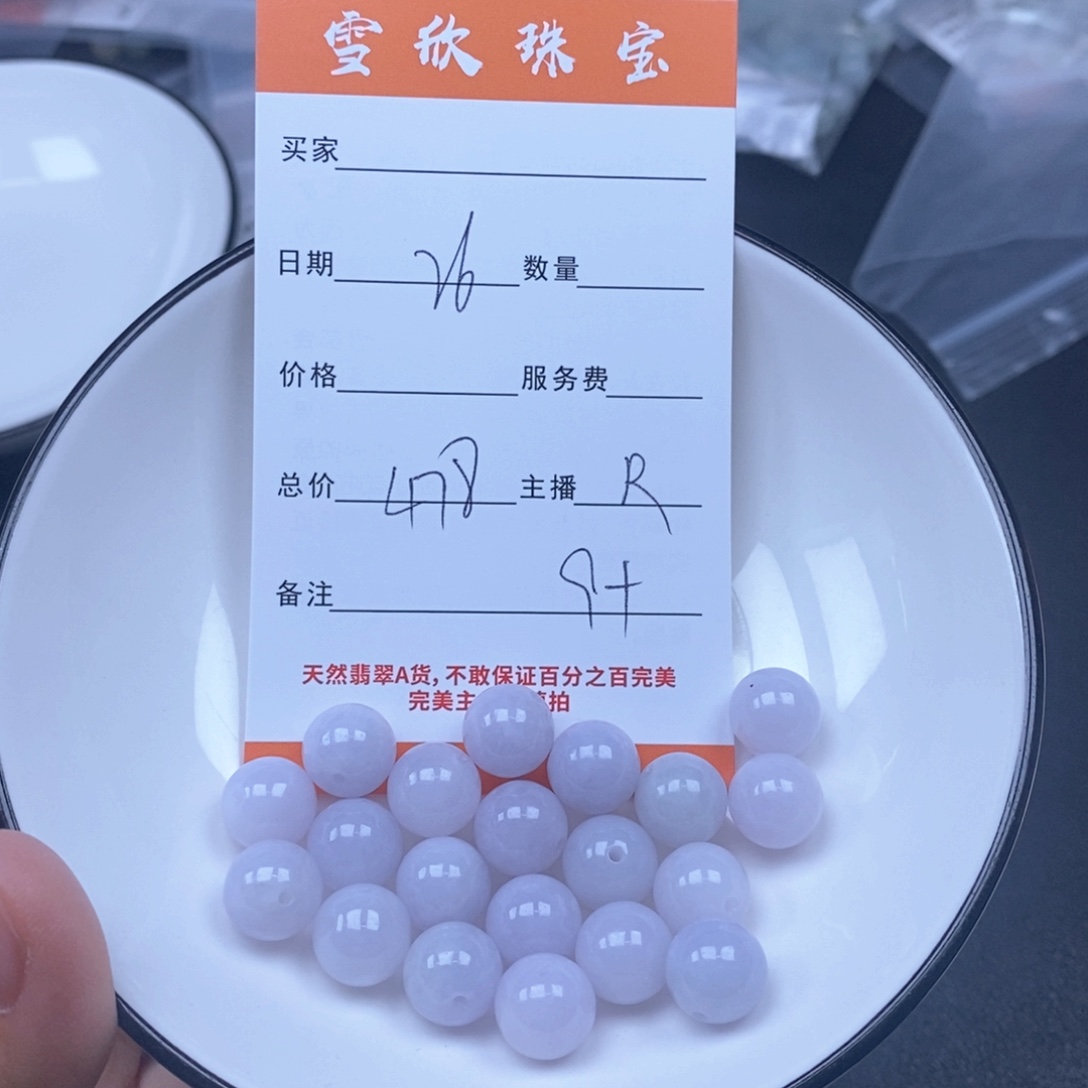 雪欣珠宝
买家
日期 26 数量
价格 服务费
总价 478 主播 R
备注 9+
天然翡翠A货,不敢保证百分之百完美
完美主 拍